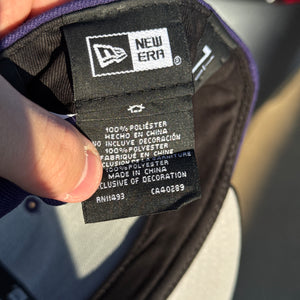 NEW
ERA®
100% POLIÉSTER
HECHO EN CHINA
NO INCLUYE DECORACIÓN
100% POLYESTER
FABRIQUÉ EN CHINE
100% POLYESTER
MADE IN CHINA
EXCLUSIVE OF DECORATION
RN11493 CA40289